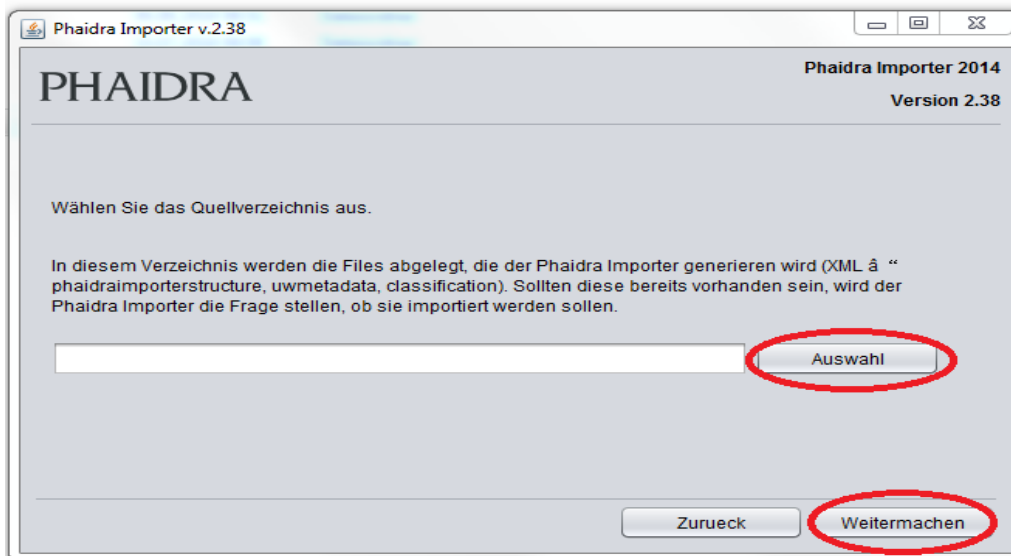 Phaidra Importer v.2.38
PHAIDRA
Phaidra Importer 2014
Version 2.38
Wählen Sie das Quellverzeichnis aus.
In diesem Verzeichnis werden die Files abgelegt, die der Phaidra Importer generieren wird (XML â “
phaidraimporterstructure, uwmetadata, classification). Sollten diese bereits vorhanden sein, wird der
Phaidra Importer die Frage stellen, ob sie importiert werden sollen.
Auswahl
Zurueck
Weitermachen